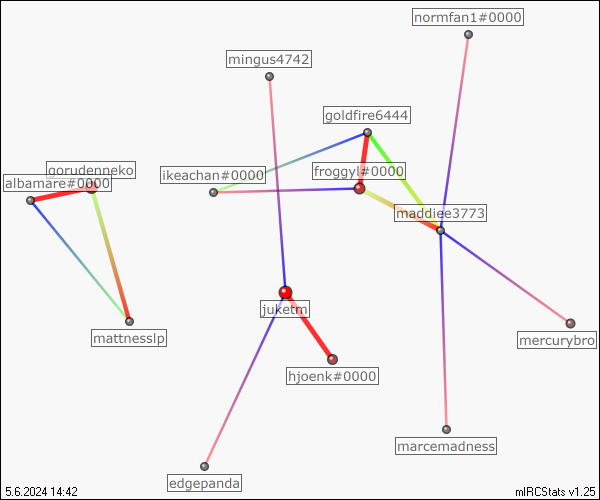 normfan1#0000
mingus4742
goldfire6444
gorudenneko
froggyl#0000
ikeachan#0000
albamare#0000
maddiee3773
juketm
mattnesslp
mercurybro
hjoenk#0000
marcemadness
edgepanda
5.6.2024 14:42
mIRCStats v1.25